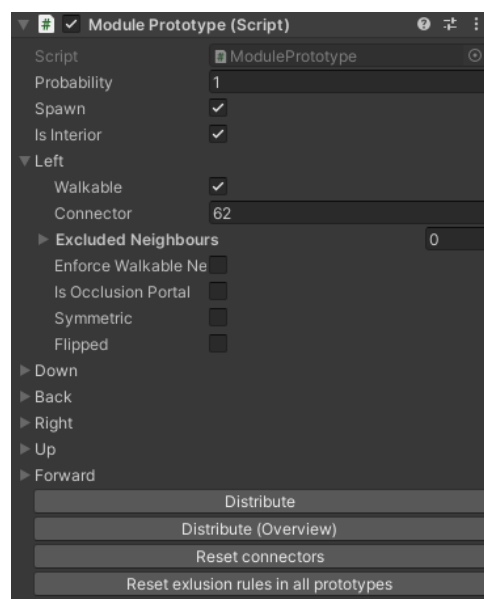 # Module Prototype (Script)
Script # ModulePrototype
Probability 1
Spawn
Is Interior
Left
Walkable
Connector 62
Excluded Neighbours 0
Enforce Walkable Ne
Is Occlusion Portal
Symmetric
Flipped
Down
Back
Right
Up
Forward
Distribute
Distribute (Overview)
Reset connectors
Reset exlusion rules in all prototypes